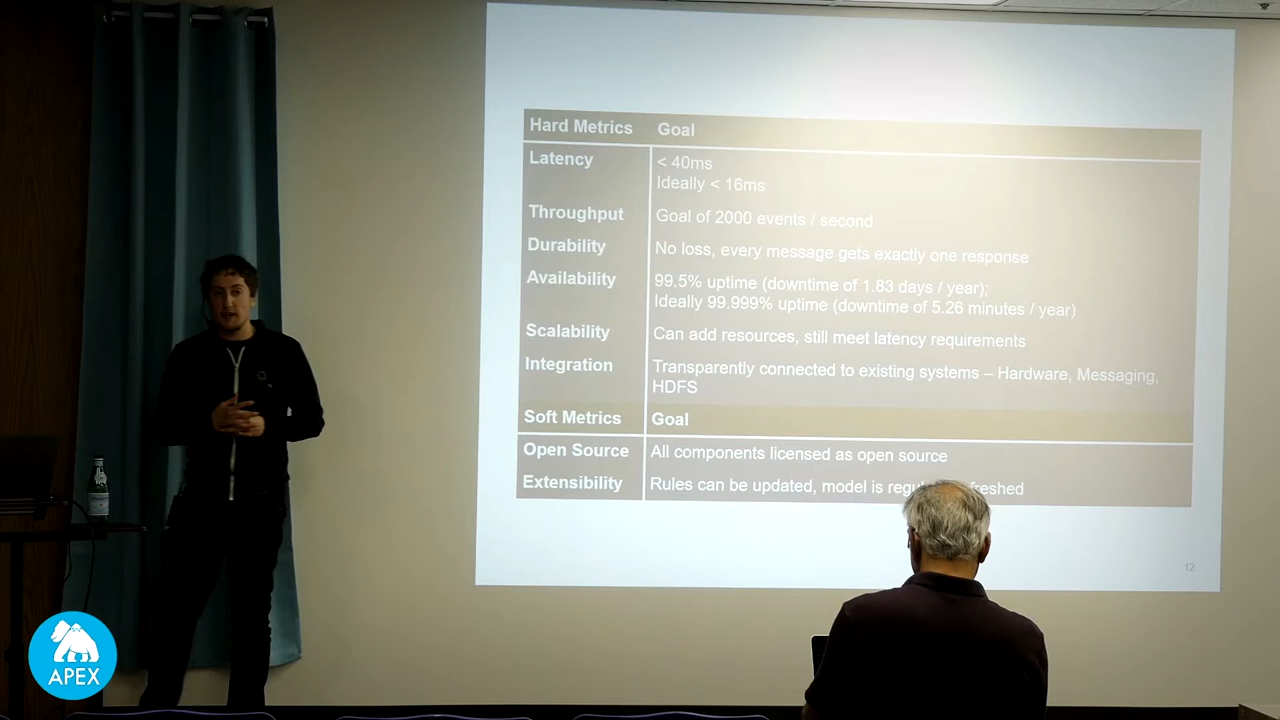 Hard Metrics Goal
Latency < 40ms
Ideally < 16ms
Throughput Goal of 2000 events / second
Durability No loss, every message gets exactly one response
Availability 99.5% uptime (downtime of 1.83 days / year);
Ideally 99.999% uptime (downtime of 5.26 minutes / year)
Scalability Can add resources, still meet latency requirements
Integration Transparently connected to existing systems – Hardware, Messaging,
HDFS
Soft Metrics Goal
Open Source All components licensed as open source
Extensibility Rules can be updated, model is
12
APEX